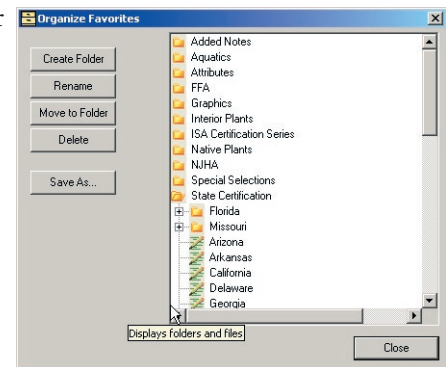 r
Organize Favorites
Create Folder
Rename
Move to Folder
Delete
Save As...
Added Notes
Aquatics
Attributes
FFA
Graphics
Interior Plants
ISA Certification Series
Native Plants
NJHA
Special Selections
State Certification
Florida
Missouri
Arizona
Arkansas
California
Delaware
Georgia
Displays folders and files
Close